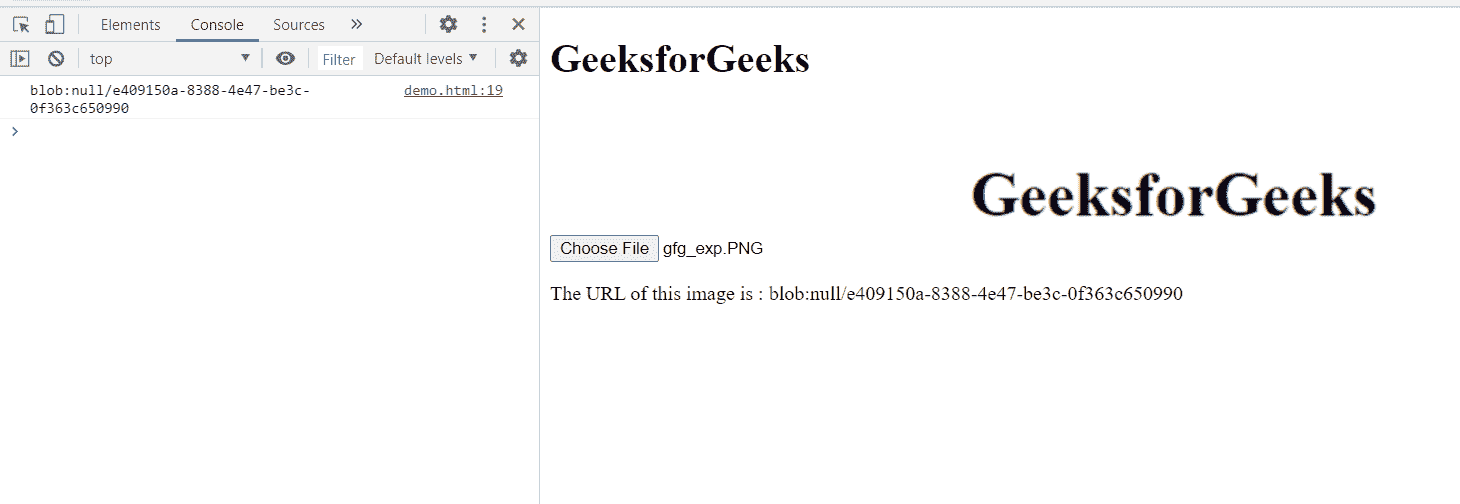 Elements Console Sources »
top Filter Default levels
blob:null/e409150a-8388-4e47-be3c- demo.html:19
0f363c650990
GeeksforGeeks
GeeksforGeeks
Choose File gfg_exp.PNG
The URL of this image is : blob:null/e409150a-8388-4e47-be3c-0f363c650990